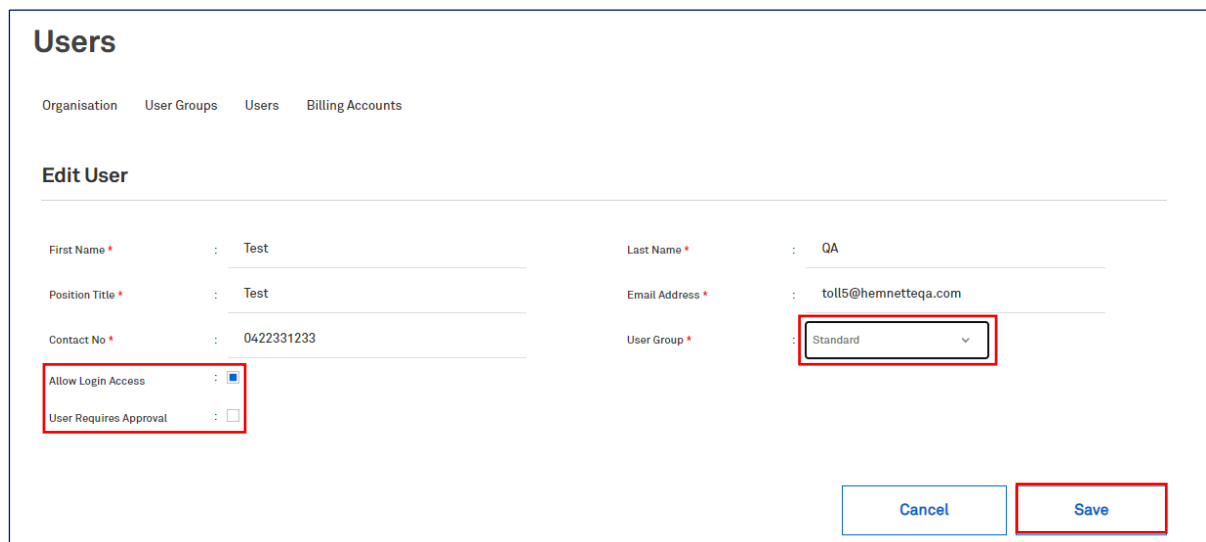 Users
Organisation User Groups Users Billing Accounts
Edit User
First Name * : Test Last Name * : QA
Position Title * : Test Email Address * : toll5@hemnetteqa.com
Contact No * : 0422331233 User Group * : Standard
Allow Login Access :
User Requires Approval :
Cancel Save